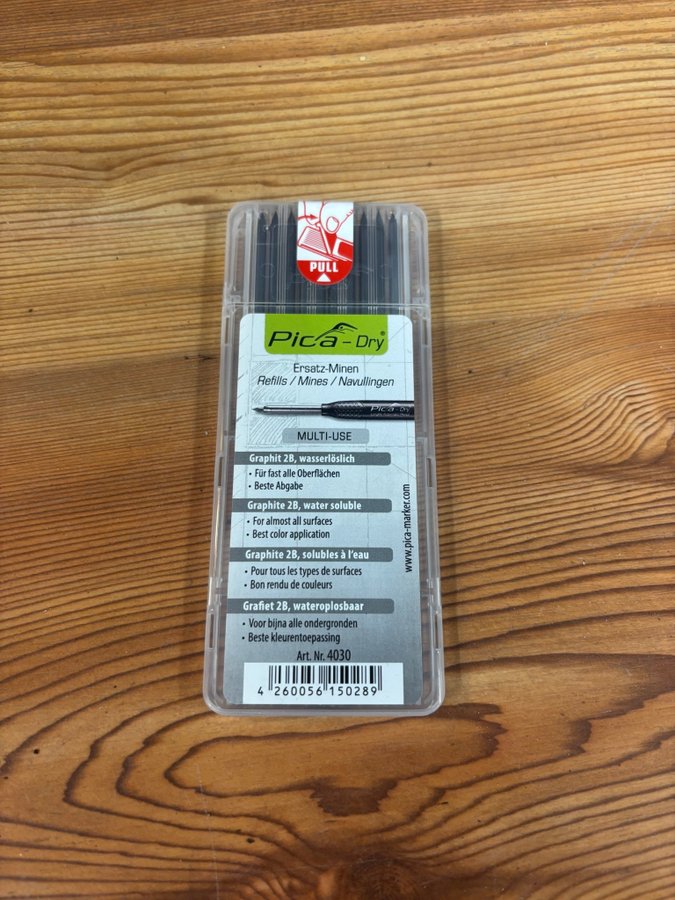 PULL
Pica-Dry®
Ersatz-Minen
Refills / Mines / Navullingen
Pica-Dry
MULTI-USE
Graphit 2B, wasserlöslich
• Für fast alle Oberflächen
• Beste Abgabe
Graphite 2B, water soluble
• For almost all surfaces
• Best color application
Graphite 2B, solubles à l'eau
• Pour tous les types de surfaces
• Bon rendu de couleurs
Grafiet 2B, wateroplosbaar
• Voor bijna alle ondergronden
• Beste kleurentoepassing
www.pica-marker.com
Art. Nr. 4030
4 260056 150289